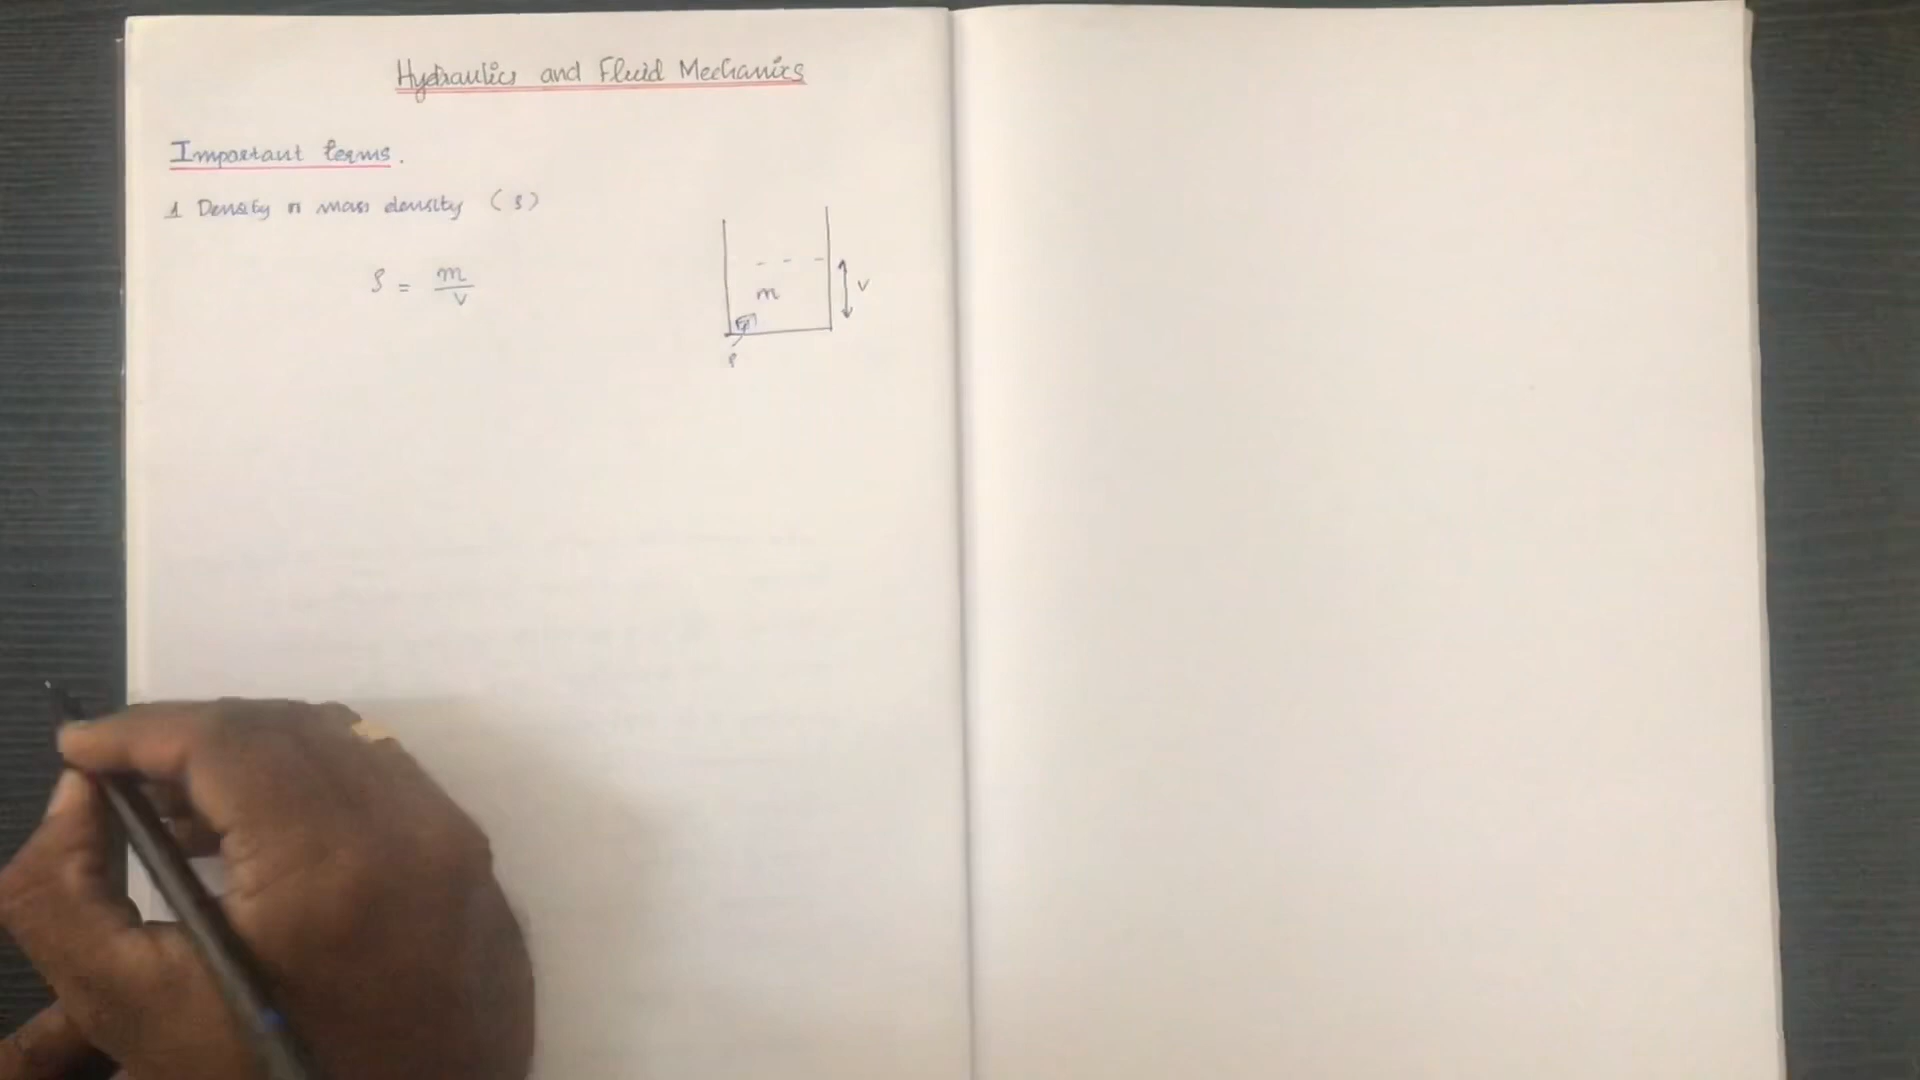 Hydraulics and Fluid Mechanics
Important terms.
1 Density or mass density (ρ)
ρ = m/v
m
v
ρ